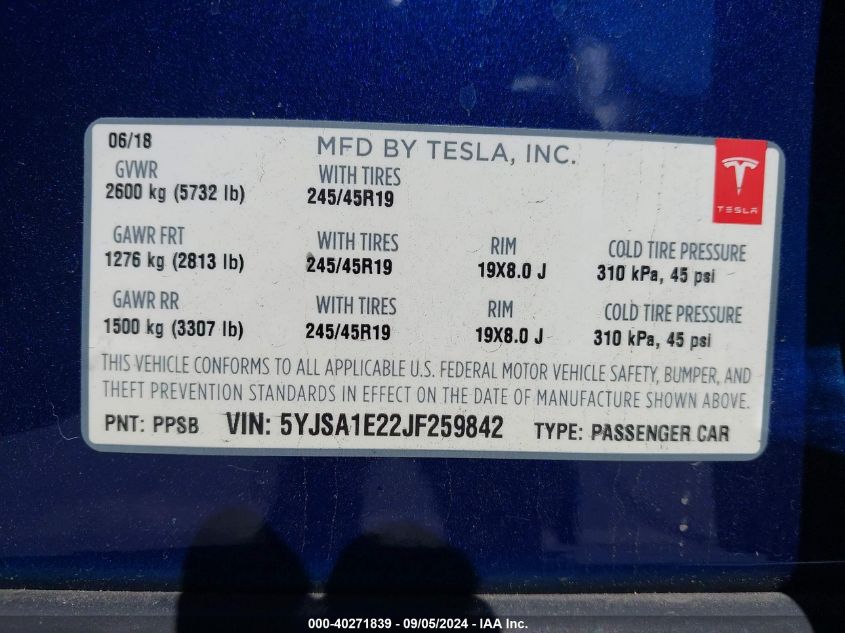 06/18 MFD BY TESLA, INC.
GVWR WITH TIRES
2600 kg (5732 lb) 245/45R19
TESLA
GAWR FRT WITH TIRES RIM COLD TIRE PRESSURE
1276 kg (2813 lb) 245/45R19 19X8.0 J 310 kPa, 45 psi
GAWR RR WITH TIRES RIM COLD TIRE PRESSURE
1500 kg (3307 lb) 245/45R19 19X8.0 J 310 kPa, 45 psi
THIS VEHICLE CONFORMS TO ALL APPLICABLE U.S. FEDERAL MOTOR VEHICLE SAFETY, BUMPER, AND
THEFT PREVENTION STANDARDS IN EFFECT ON THE DATE OF MANUFACTURE SHOWN ABOVE.
PNT: PPSB VIN: 5YJSA1E22JF259842 TYPE: PASSENGER CAR
000-40271839 - 09/05/2024 - IAA Inc.